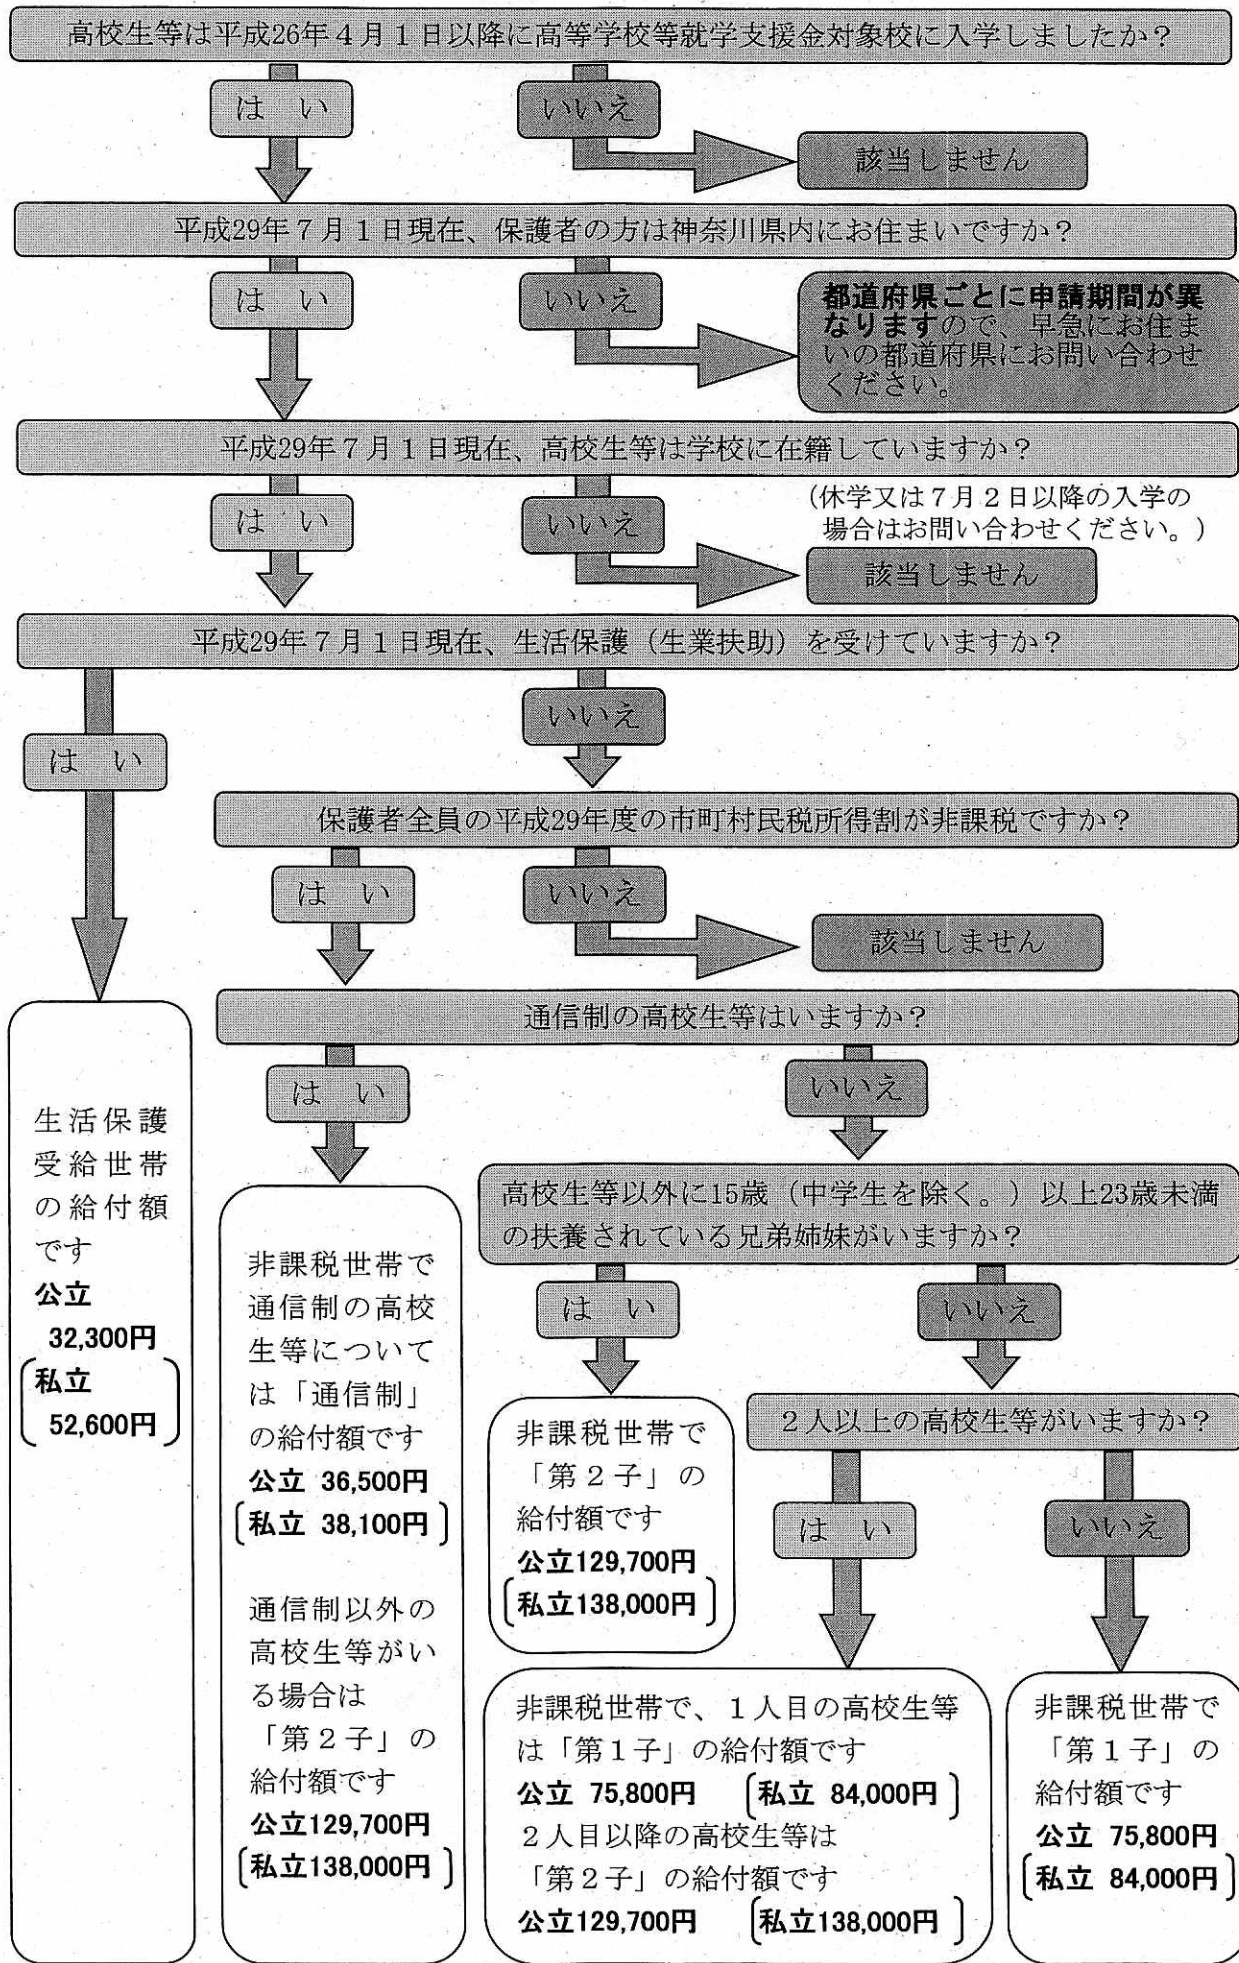 高校生等は平成26年4月1日以降に高等学校等就学支援金対象校に入学しましたか？
は　い
いいえ
該当しません
平成29年7月1日現在、保護者の方は神奈川県内にお住まいですか？
は　い
いいえ
都道府県ごとに申請期間が異
なりますので、早急にお住ま
いの都道府県にお問い合わせ
ください。
平成29年7月1日現在、高校生等は学校に在籍していますか？
は　い
いいえ
（休学又は7月2日以降の入学の
場合はお問い合わせください。）
該当しません
平成29年7月1日現在、生活保護（生業扶助）を受けていますか？
は　い
いいえ
保護者全員の平成29年度の市町村民税所得割が非課税ですか？
は　い
いいえ
該当しません
通信制の高校生等はいますか？
は　い
いいえ
生活保護
受給世帯
の給付額
です
公立
32,300円
私立
52,600円
非課税世帯で
通信制の高校
生等について
は「通信制」
の給付額です
公立 36,500円
〔私立 38,100円〕
通信制以外の
高校生等がい
る場合は
「第２子」の
給付額です
公立129,700円
〔私立138,000円〕
高校生等以外に15歳（中学生を除く。）以上23歳未満
の扶養されている兄弟姉妹がいますか？
は　い
いいえ
非課税世帯で
「第２子」の
給付額です
公立129,700円
〔私立138,000円〕
２人以上の高校生等がいますか？
は　い
いいえ
非課税世帯で、１人目の高校生等
は「第１子」の給付額です
公立 75,800円　〔私立 84,000円〕
２人目以降の高校生等は
「第２子」の給付額です
公立129,700円　〔私立138,000円〕
非課税世帯で
「第１子」の
給付額です
公立 75,800円
〔私立 84,000円〕